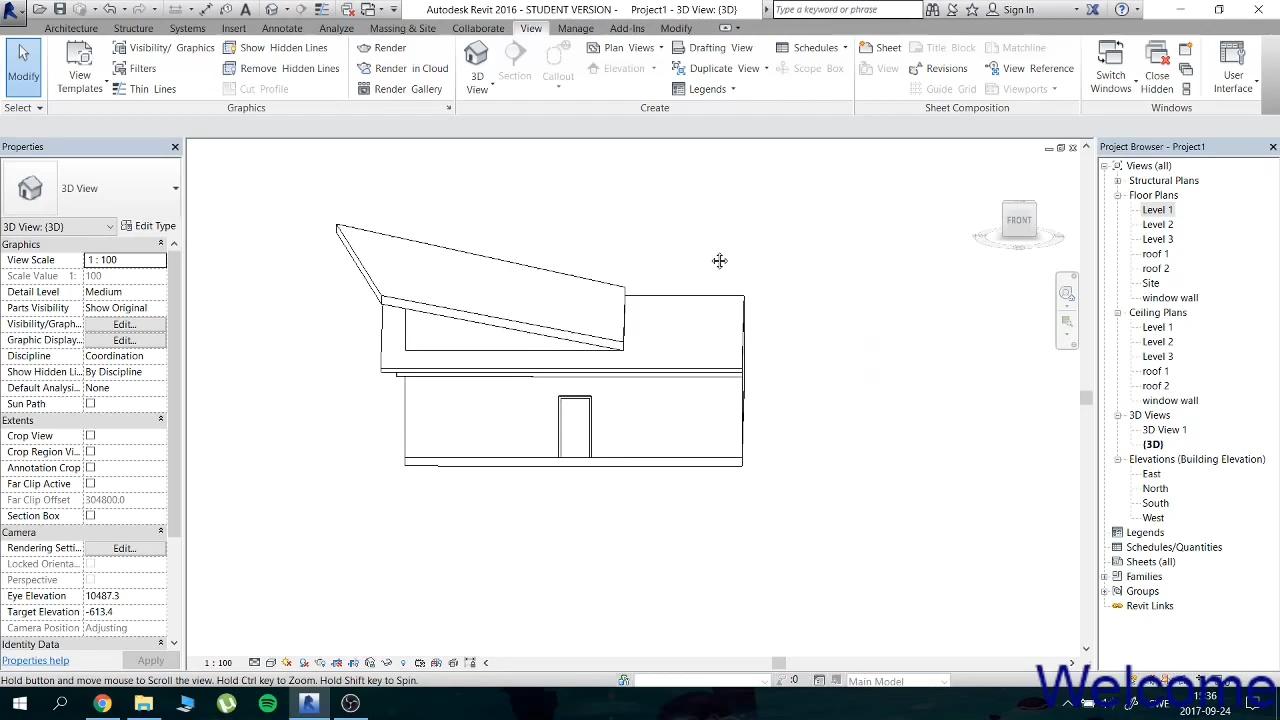 Autodesk Revit 2016 - STUDENT VERSION - Project1 - 3D View: {3D}
Type a keyword or phrase
Sign In
Architecture Structure Systems Insert Annotate Analyze Massing & Site Collaborate View Manage Add-Ins Modify
Modify
View Templates
Visibility/ Graphics
Filters
Thin Lines
Show Hidden Lines
Remove Hidden Lines
Cut Profile
Render
Render in Cloud
Render Gallery
3D View
Section
Callout
Plan Views
Elevation
Drafting View
Duplicate View
Legends
Schedules
Scope Box
Sheet
View
Title Block
Revisions
Guide Grid
Matchline
View Reference
Viewports
Switch Windows
Close Hidden
User Interface
Select Graphics Create Sheet Composition Windows
Properties
3D View
3D View: {3D} Edit Type
Graphics
View Scale 1 : 100
Scale Value 1: 100
Detail Level Medium
Parts Visibility Show Original
Visibility/Graph... Edit...
Graphic Display... Edit...
Discipline Coordination
Show Hidden Li... By Discipline
Default Analysi... None
Sun Path
Extents
Crop View
Crop Region Vi...
Annotation Crop
Far Clip Active
Far Clip Offset 304800.0
Section Box
Camera
Rendering Setti... Edit...
Locked Orienta...
Perspective
Eye Elevation 10487.3
Target Elevation -613.4
Camera Position Adjusting
Identity Data
Properties help Apply
FRONT
Project Browser - Project1
Views (all)
Structural Plans
Floor Plans
Level 1
Level 2
Level 3
roof 1
roof 2
Site
window wall
Ceiling Plans
Level 1
Level 2
Level 3
roof 1
roof 2
window wall
3D Views
3D View 1
{3D}
Elevations (Building Elevation)
East
North
South
West
Legends
Schedules/Quantities
Sheets (all)
Families
Groups
Revit Links
1 : 100
Hold button and move mouse to Scroll the view. Hold Ctrl key to Zoom. Hold Shift key to Spin.
:0 Main Model
Welcome
SWE
15:36
2017-09-24